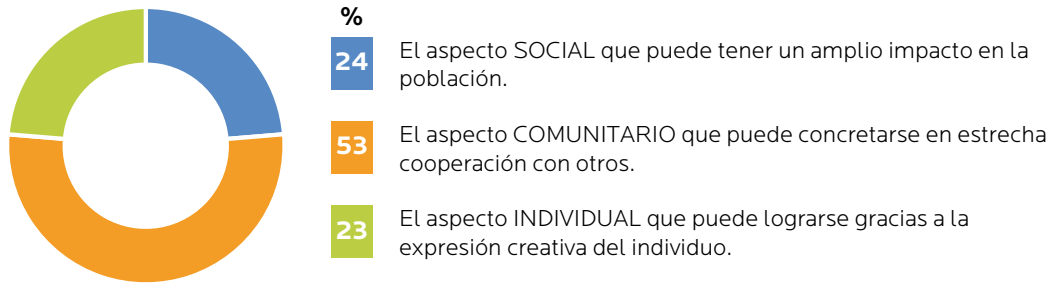 %
24
El aspecto SOCIAL que puede tener un amplio impacto en la
población.
53
El aspecto COMUNITARIO que puede concretarse en estrecha
cooperación con otros.
23
El aspecto INDIVIDUAL que puede lograrse gracias a la
expresión creativa del individuo.